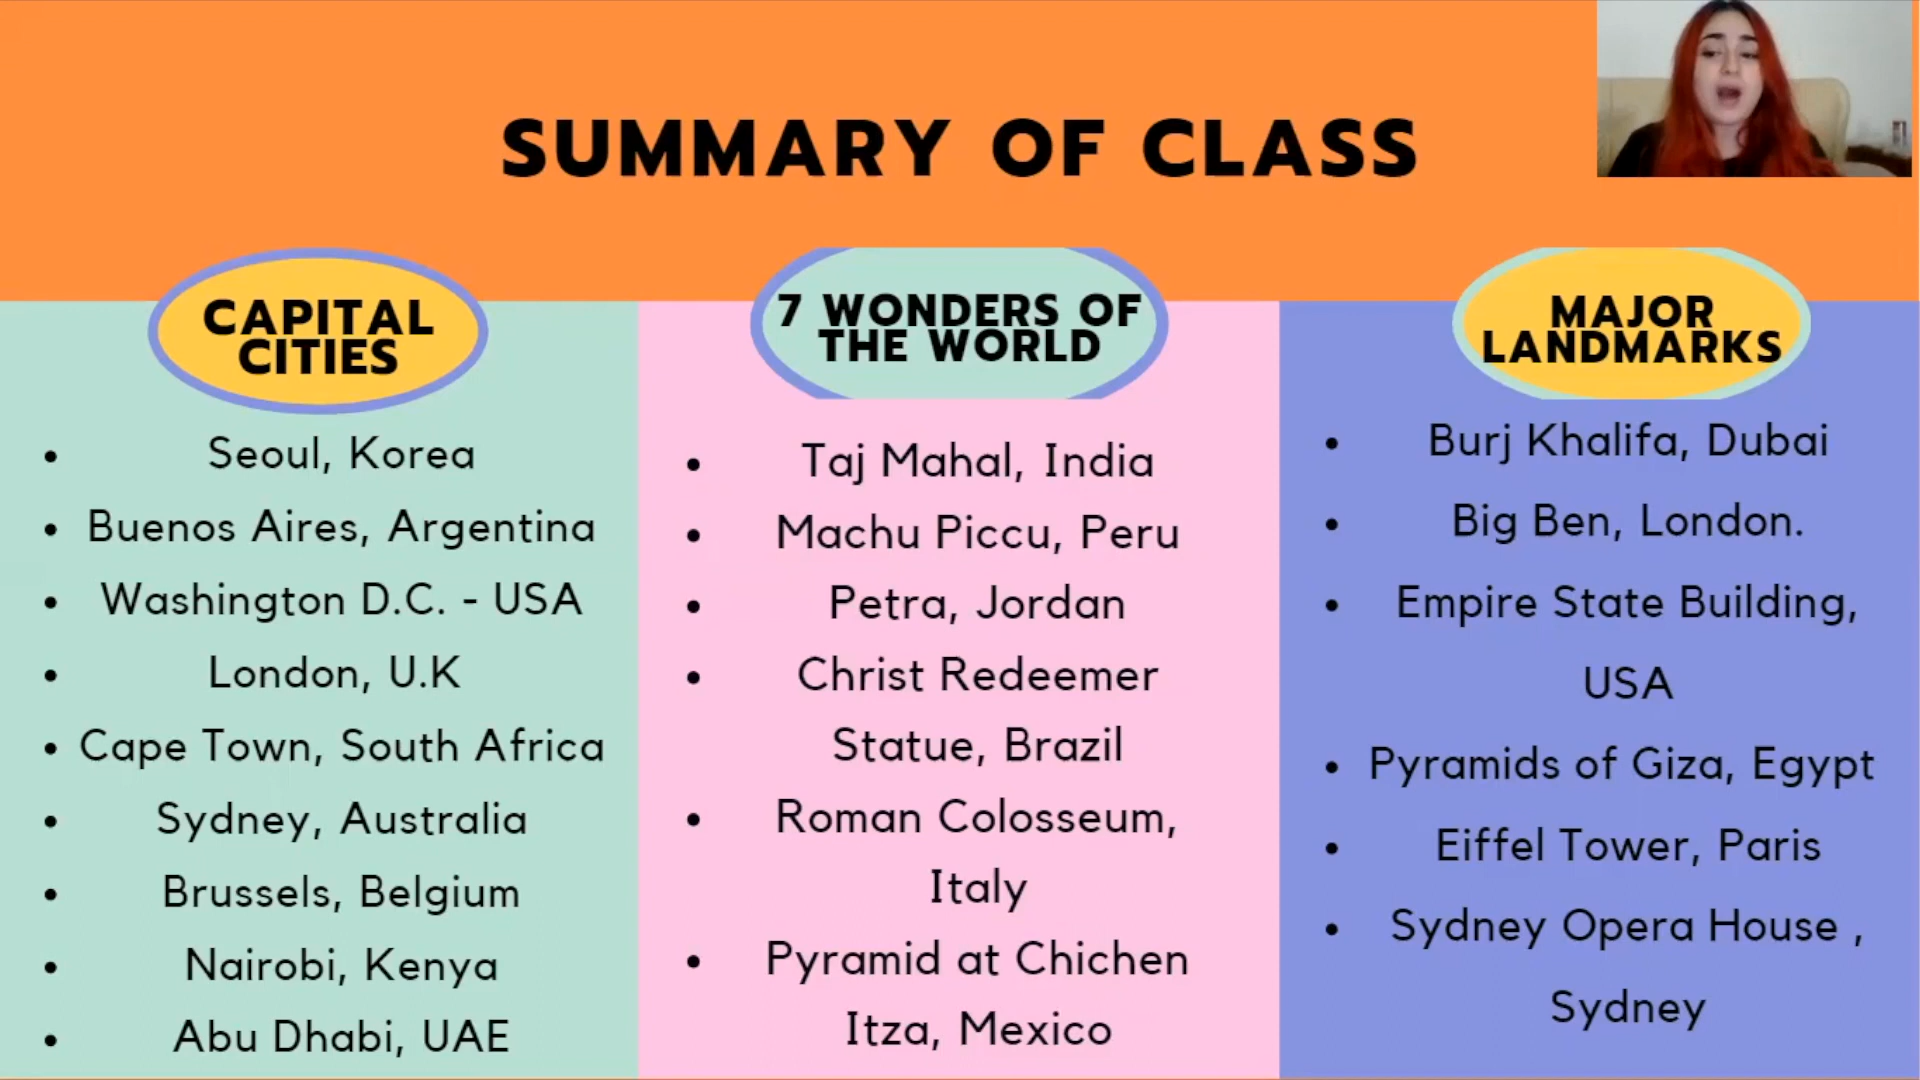 SUMMARY OF CLASS
CAPITAL
CITIES
• Seoul, Korea
• Buenos Aires, Argentina
• Washington D.C. - USA
• London, U.K
• Cape Town, South Africa
• Sydney, Australia
• Brussels, Belgium
• Nairobi, Kenya
• Abu Dhabi, UAE
7 WONDERS OF
THE WORLD
• Taj Mahal, India
• Machu Piccu, Peru
• Petra, Jordan
• Christ Redeemer
Statue, Brazil
• Roman Colosseum,
Italy
• Pyramid at Chichen
Itza, Mexico
MAJOR
LANDMARKS
• Burj Khalifa, Dubai
• Big Ben, London.
• Empire State Building,
USA
• Pyramids of Giza, Egypt
• Eiffel Tower, Paris
• Sydney Opera House ,
Sydney